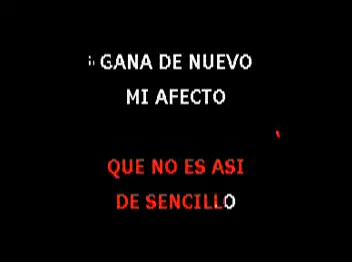 GANA DE NUEVO
MI AFECTO
QUE NO ES ASI
DE SENCILLO